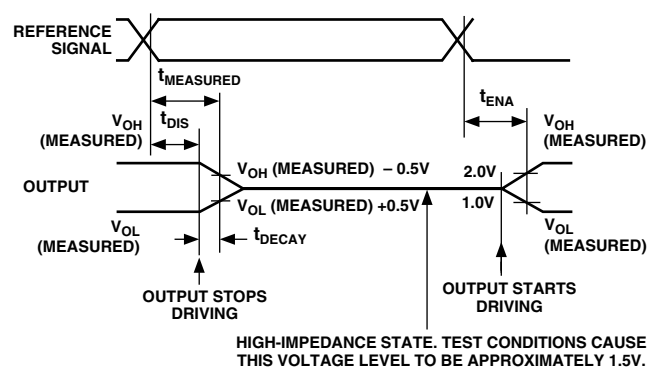 REFERENCE
SIGNAL
tMEASURED
tDIS
tENA
VOH
(MEASURED)
VOH
(MEASURED)
VOH (MEASURED) – 0.5V
2.0V
OUTPUT
VOL (MEASURED) +0.5V
1.0V
VOL
(MEASURED)
VOL
(MEASURED)
tDECAY
OUTPUT STOPS
DRIVING
OUTPUT STARTS
DRIVING
HIGH-IMPEDANCE STATE. TEST CONDITIONS CAUSE
THIS VOLTAGE LEVEL TO BE APPROXIMATELY 1.5V.